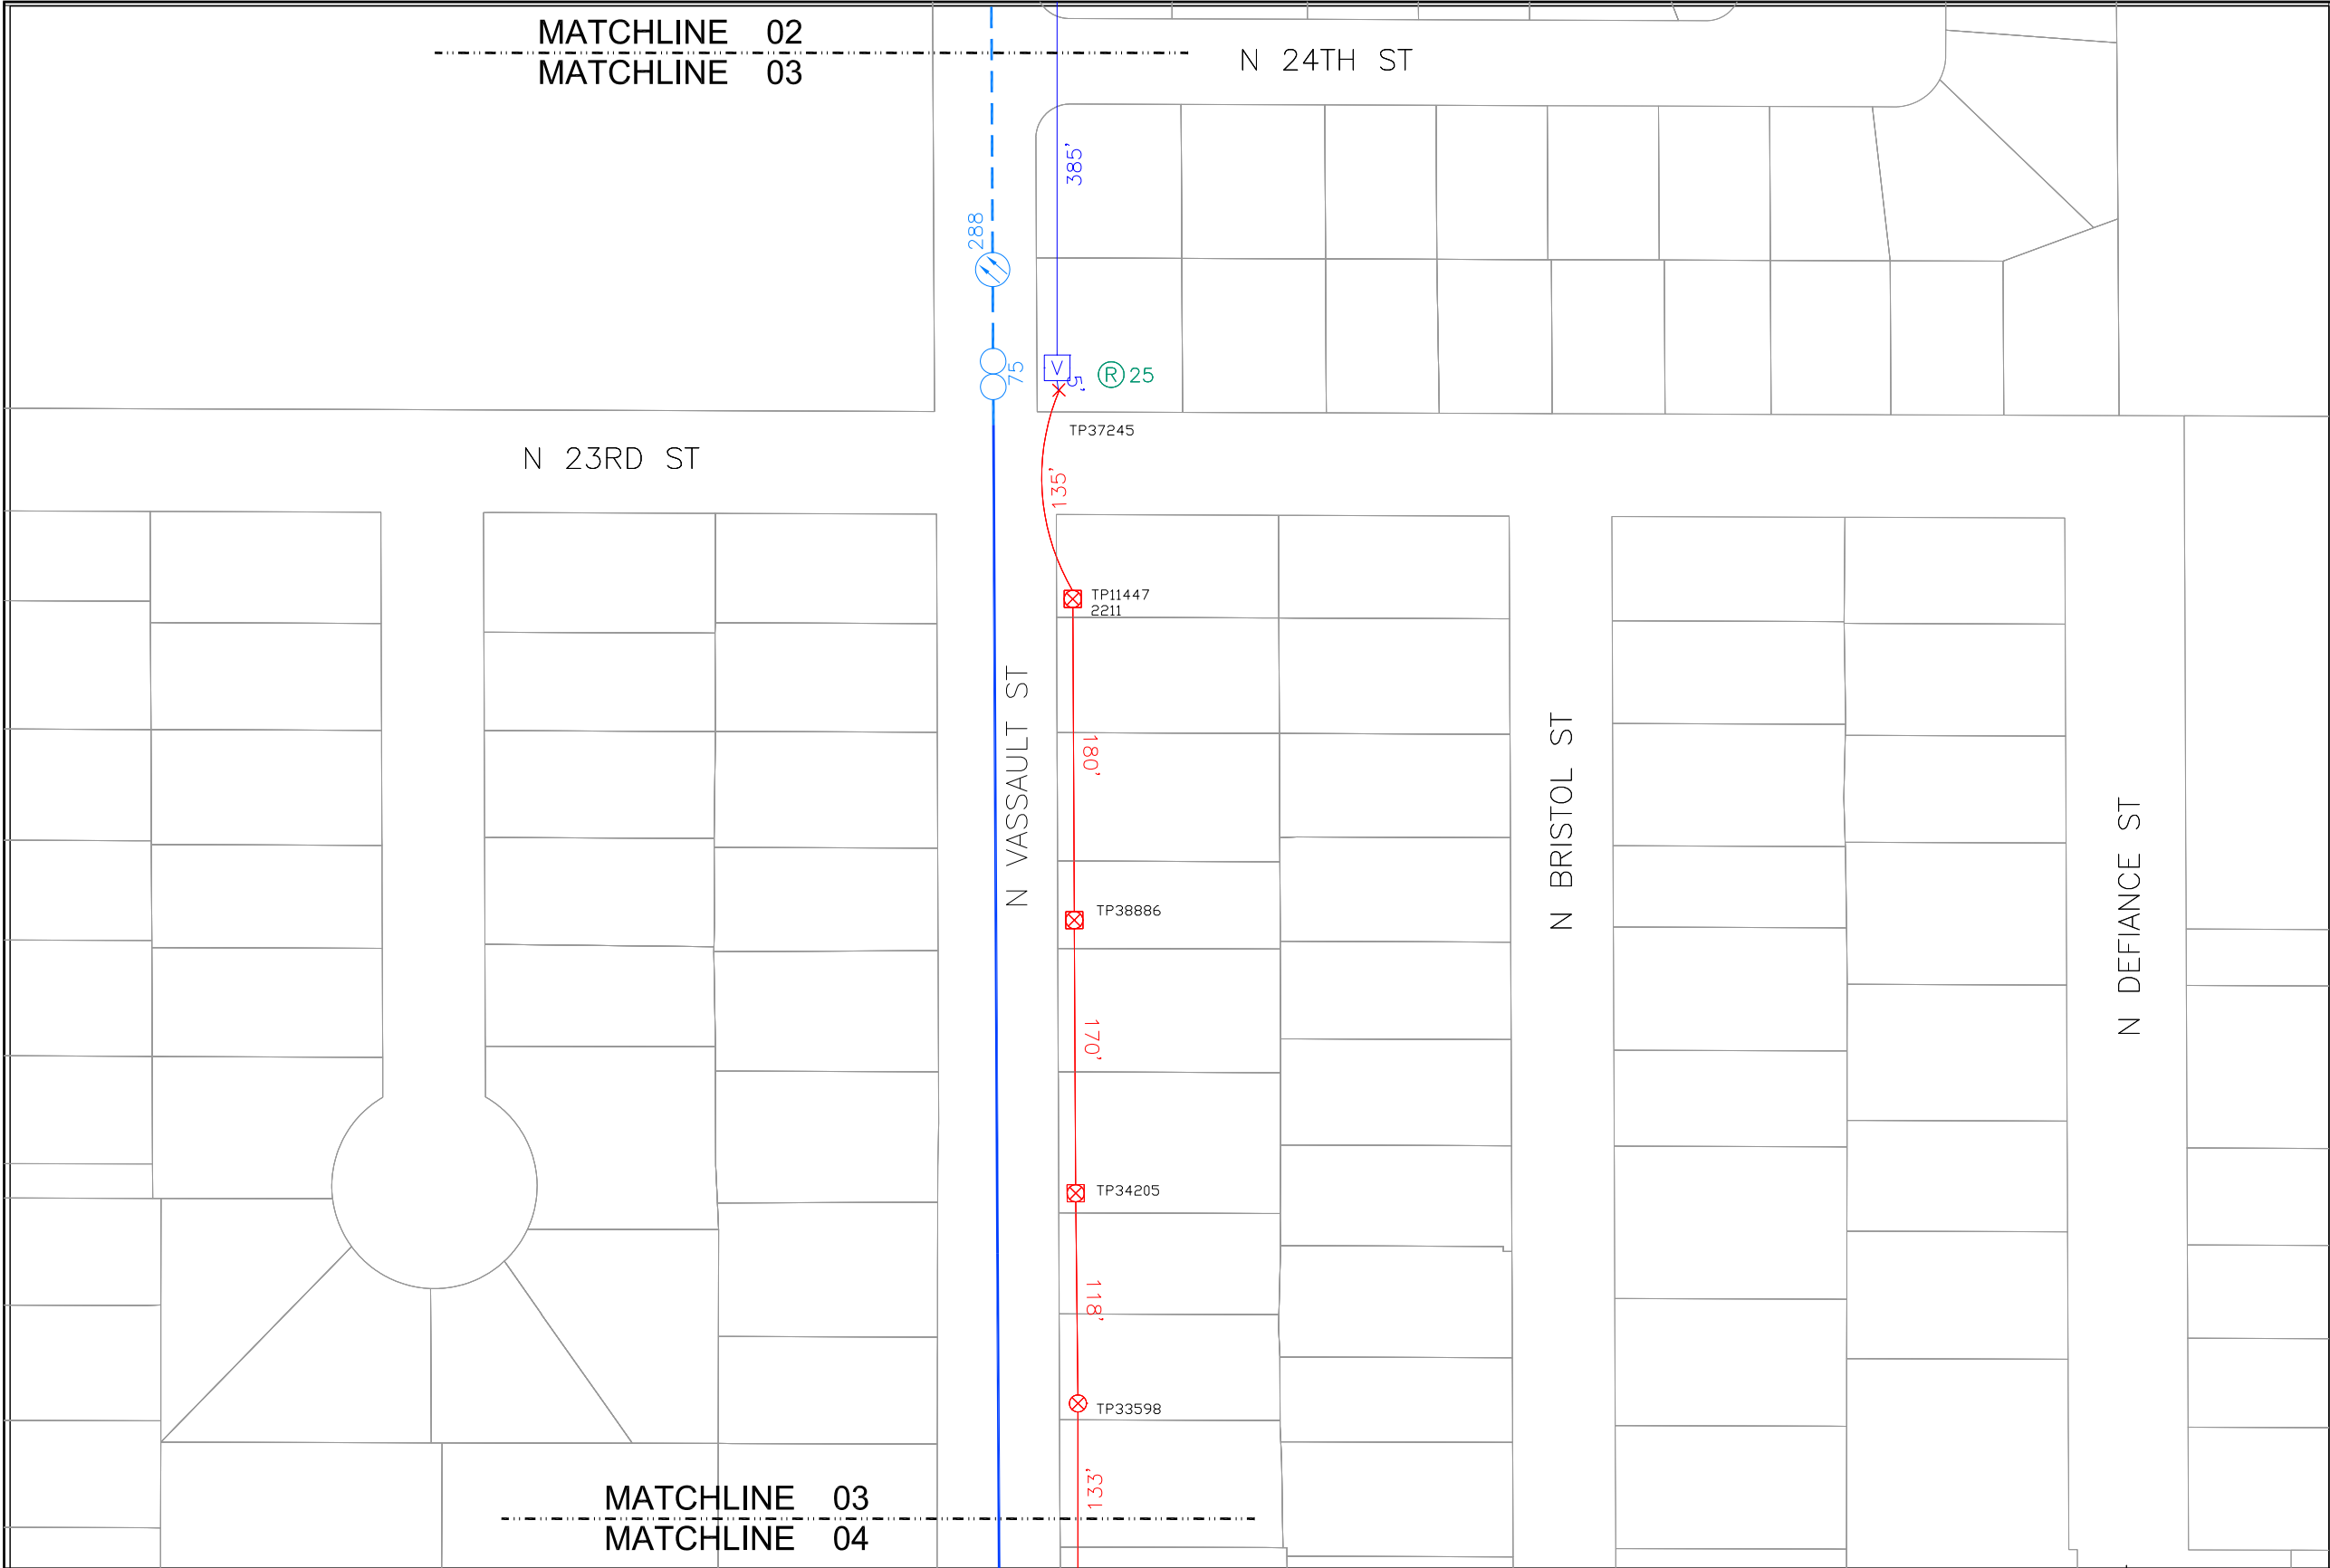 MATCHLINE 02
MATCHLINE 03
N 24TH ST
385'
288
75
V
5'
R 25
TP37245
N 23RD ST
135'
TP11447
2211
N VASSAULT ST
180'
N BRISTOL ST
N DEFIANCE ST
TP38886
170'
TP34205
118'
TP33598
133'
MATCHLINE 03
MATCHLINE 04